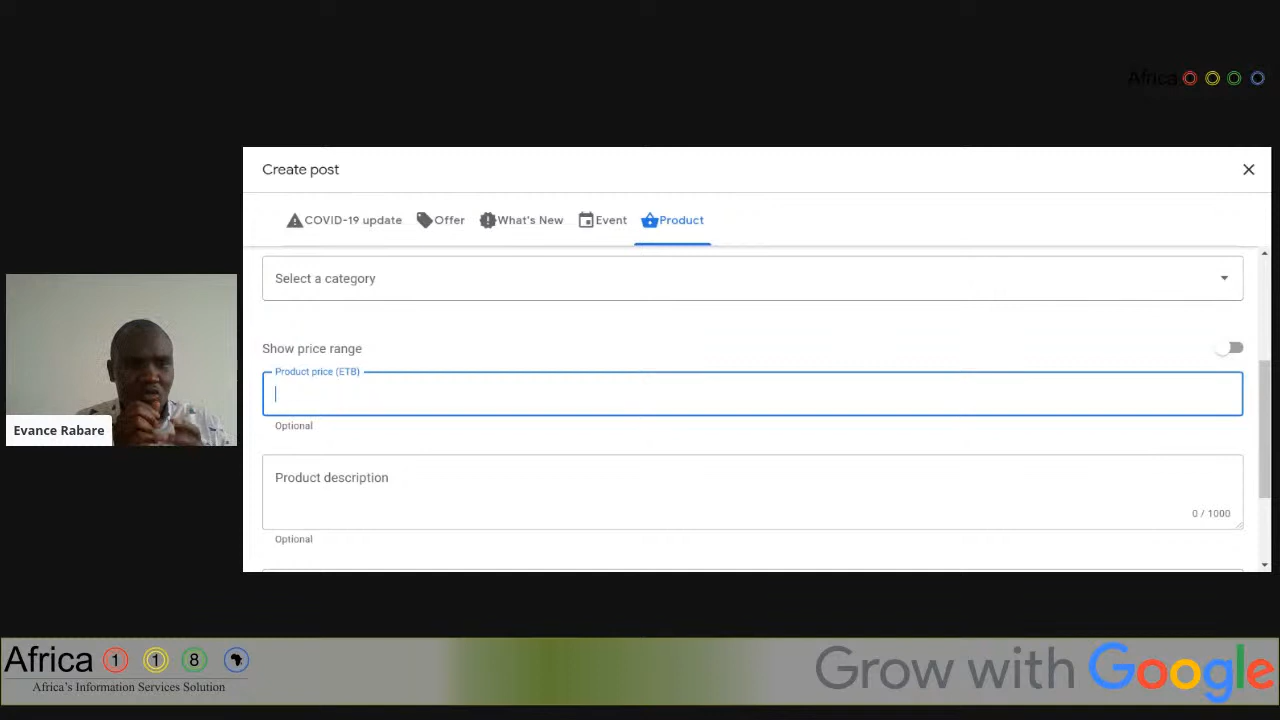 Africa
Create post
COVID-19 update
Offer
What's New
Event
Product
Select a category
Show price range
Product price (ETB)
Optional
Product description
0 / 1000
Optional
Evance Rabare
Africa 1 1 8
Africa's Information Services Solution
Grow with Google